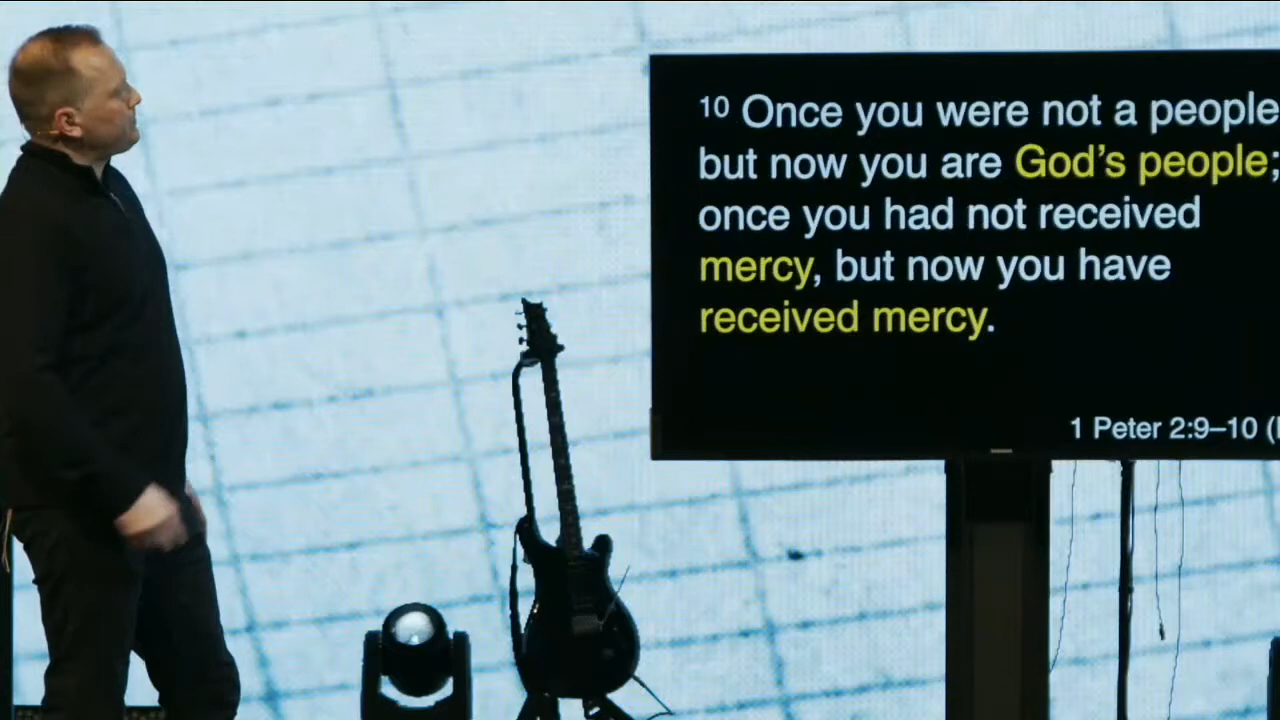 10 Once you were not a people
but now you are God’s people;
once you had not received
mercy, but now you have
received mercy.
1 Peter 2:9–10 (